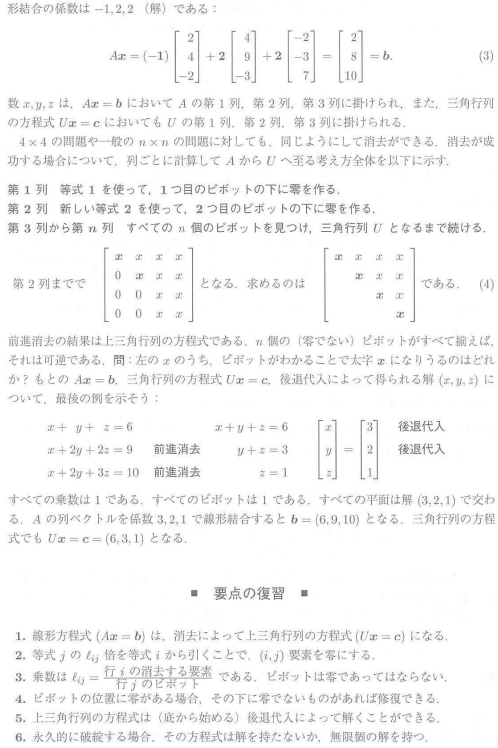 形結合の係数は −1, 2, 2 （解）である：
Ax = (−1) [2 4 −2] + 2 [4 9 −3] + 2 [−2 −3 7] = [2 8 10] = b. (3)
数 x, y, z は，Ax = b において A の第 1 列，第 2 列，第 3 列に掛けられ，また，三角行列
の方程式 Ux = c においても U の第 1 列，第 2 列，第 3 列に掛けられる．
4 × 4 の問題や一般の n × n の問題に対しても，同じようにして消去ができる．消去が成
功する場合について，列ごとに計算して A から U へ至る考え方全体を以下に示す．
第 1 列 等式 1 を使って，1 つ目のピボットの下に零を作る．
第 2 列 新しい等式 2 を使って，2 つ目のピボットの下に零を作る．
第 3 列から第 n 列 すべての n 個のピボットを見つけ，三角行列 U となるまで続ける．
第 2 列までで [x x x x / 0 x x x / 0 0 x x / 0 0 x x] となる．求めるのは [x x x x / x x x / x x / x] である． (4)
前進消去の結果は上三角行列の方程式である．n 個の（零でない）ピボットがすべて揃えば，
それは可逆である．問：左の x のうち，ピボットがわかることで太字 x になりうるのはどれ
か？ もとの Ax = b，三角行列の方程式 Ux = c，後退代入によって得られる解 (x, y, z) に
ついて，最後の例を示そう：
x + y + z = 6 x + y + z = 6 [x] [3] 後退代入
x + 2y + 2z = 9 前進消去 y + z = 3 [y] = [2] 後退代入
x + 2y + 3z = 10 前進消去 z = 1 [z] [1]
すべての乗数は 1 である．すべてのピボットは 1 である．すべての平面は解 (3, 2, 1) で交わ
る．A の列ベクトルを係数 3, 2, 1 で線形結合すると b = (6, 9, 10) となる．三角行列の方程
式でも Ux = c = (6, 3, 1) となる．
■ 要点の復習 ■
1. 線形方程式 (Ax = b) は，消去によって上三角行列の方程式 (Ux = c) になる．
2. 等式 j の ℓij 倍を等式 i から引くことで，(i, j) 要素を零にする．
3. 乗数は ℓij = 行 i の消去する要素 / 行 j のピボット である．ピボットは零であってはならない．
4. ピボットの位置に零がある場合，その下に零でないものがあれば修復できる．
5. 上三角行列の方程式は（底から始める）後退代入によって解くことができる．
6. 永久的に破綻する場合，その方程式は解を持たないか，無限個の解を持つ．